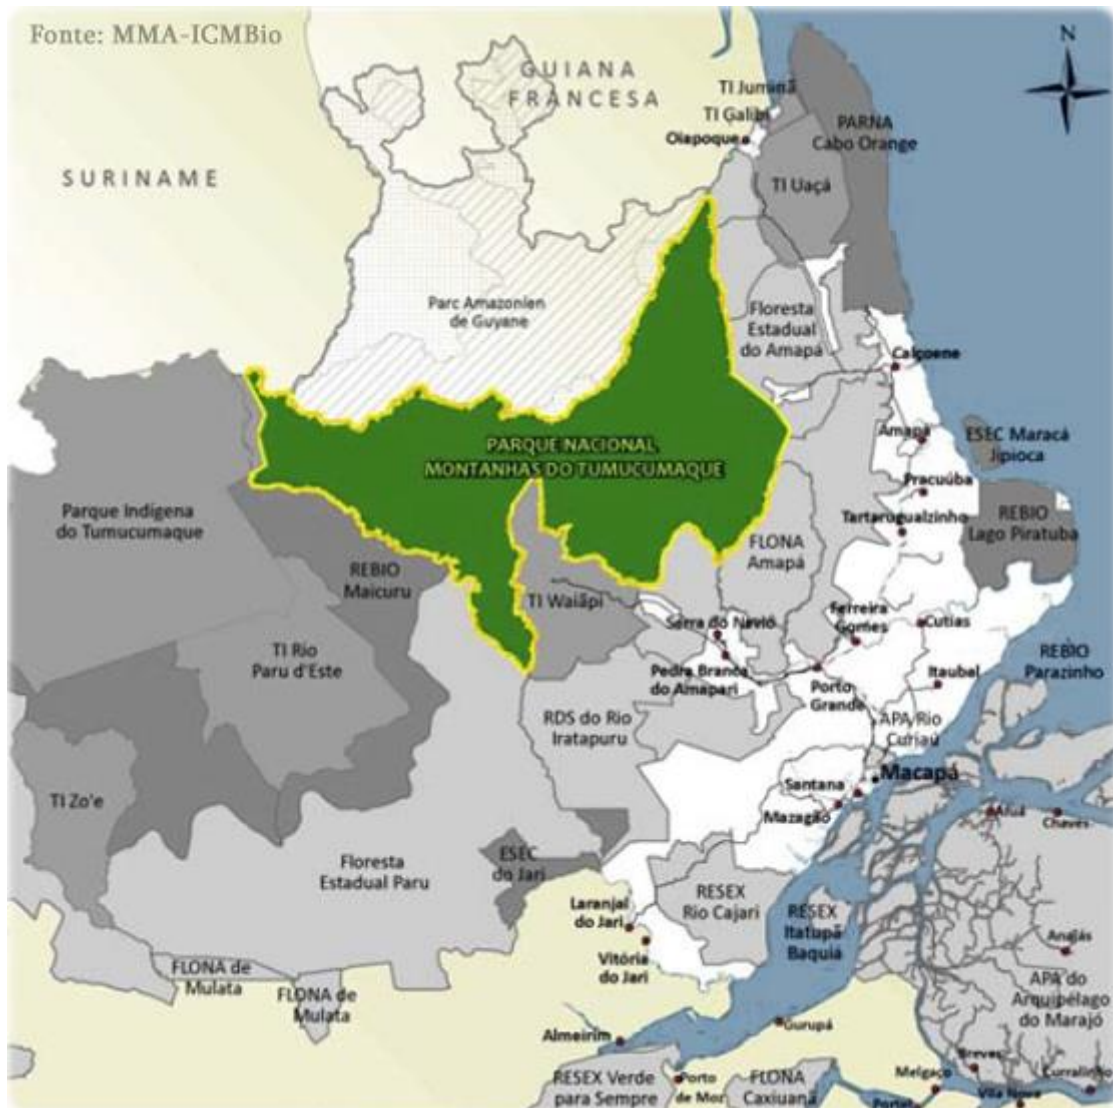 Fonte: MMA-ICMBio
N
GUIANA
FRANCESA
SURINAME
TI Juminã
TI Galibi
Oiapoque
PARNA
Cabo Orange
TI Uaçá
Parc Amazonien
de Guyane
Floresta
Estadual
do Amapá
Calçoene
PARQUE NACIONAL
MONTANHAS DO TUMUCUMAQUE
Amapá
ESEC Maracá
Jipioca
Pracuúba
Parque Indígena
do Tumucumaque
Tartarugalzinho
REBIO
Lago Piratuba
FLONA
Amapá
REBIO
Maicuru
TI Waiãpi
Serra do Navio
Ferreira
Gomes
Cutias
TI Rio
Paru d'Este
Pedra Branca
do Amapari
Porto
Grande
Itaubal
REBIO
Parazinho
RDS do Rio
Iratapuru
APA Rio
Curiaú
Macapá
TI Zo'e
Santana
Mazagão
Afuá
Chaves
Floresta
Estadual Paru
ESEC
do Jari
RESEX
Rio Cajari
Laranjal
do Jari
RESEX
Itatupã
Baquiá
Vitória
do Jari
Anajás
FLONA de
Mulata
FLONA de
Mulata
APA do
Arquipélago
do Marajó
Almeirim
Gurupá
RESEX Verde
para Sempre
Porto
de Moz
FLONA
Caxiuanã
Melgaço
Breves
Curralinho
Portel
Vila Nova